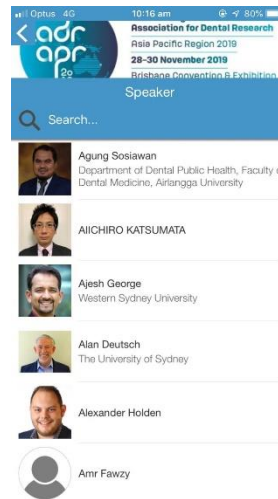 Optus 4G 10:16 am 80%
adr
apr
20
Association for Dental Research
Asia Pacific Region 2019
28–30 November 2019
Brisbane Convention & Exhibition
Speaker
Search...
Agung Sosiawan
Department of Dental Public Health, Faculty
Dental Medicine, Airlangga University
AIICHIRO KATSUMATA
Ajesh George
Western Sydney University
Alan Deutsch
The University of Sydney
Alexander Holden
Amr Fawzy